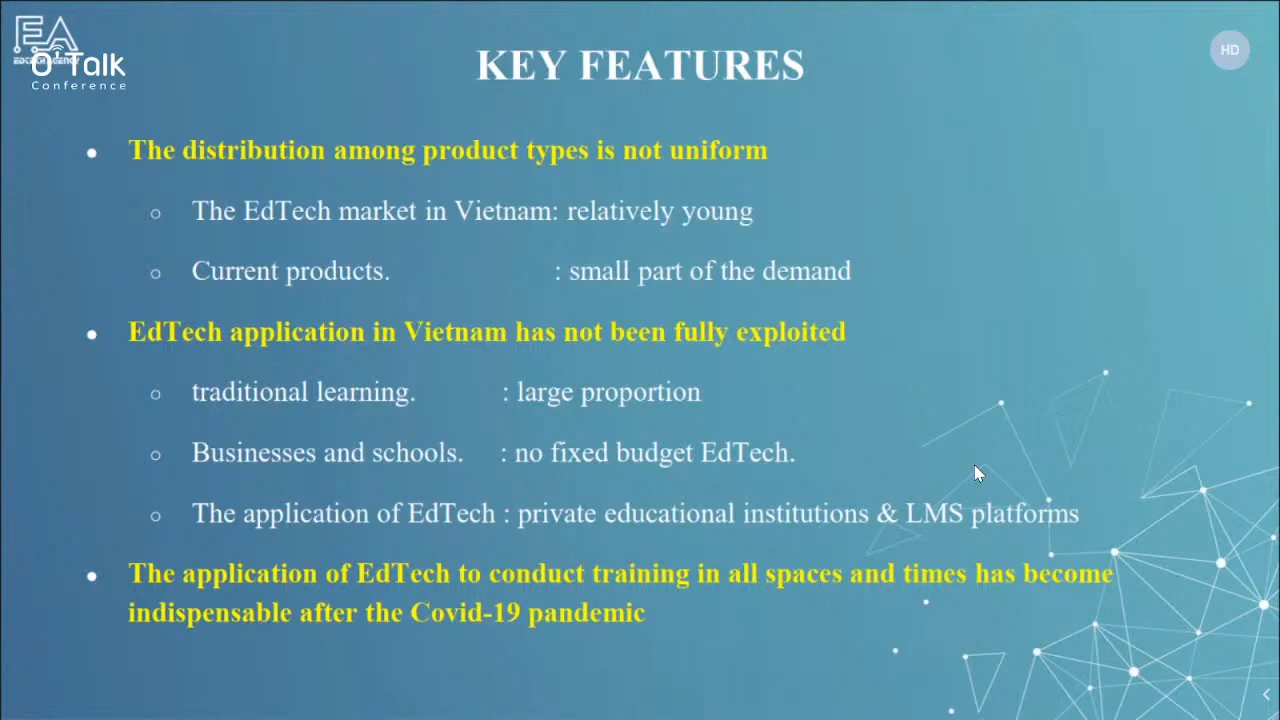 EA
O'Talk
Conference
HD
KEY FEATURES
The distribution among product types is not uniform
The EdTech market in Vietnam: relatively young
Current products. : small part of the demand
EdTech application in Vietnam has not been fully exploited
traditional learning. : large proportion
Businesses and schools. : no fixed budget EdTech.
The application of EdTech : private educational institutions & LMS platforms
The application of EdTech to conduct training in all spaces and times has become
indispensable after the Covid-19 pandemic